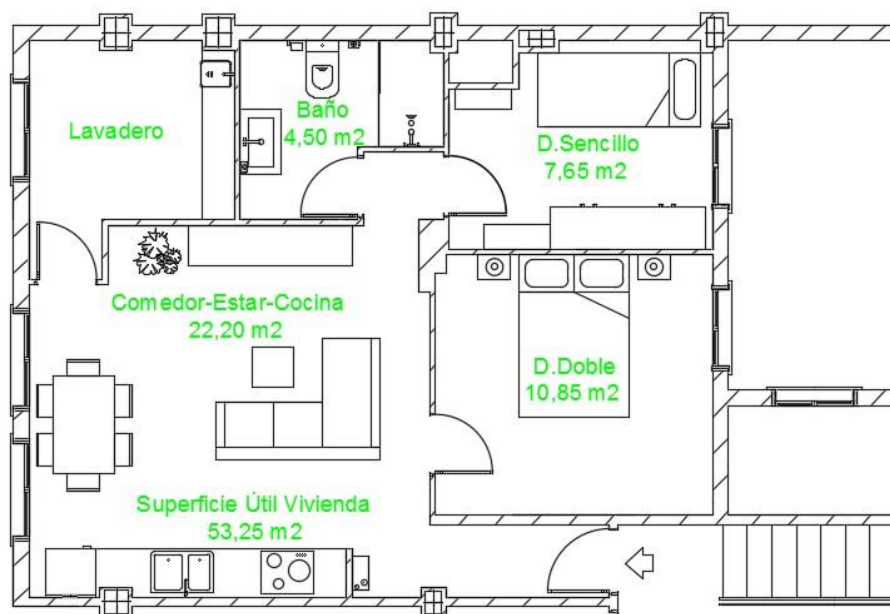 Lavadero
Baño
4,50 m2
D.Sencillo
7,65 m2
Comedor-Estar-Cocina
22,20 m2
D.Doble
10,85 m2
Superficie Útil Vivienda
53,25 m2